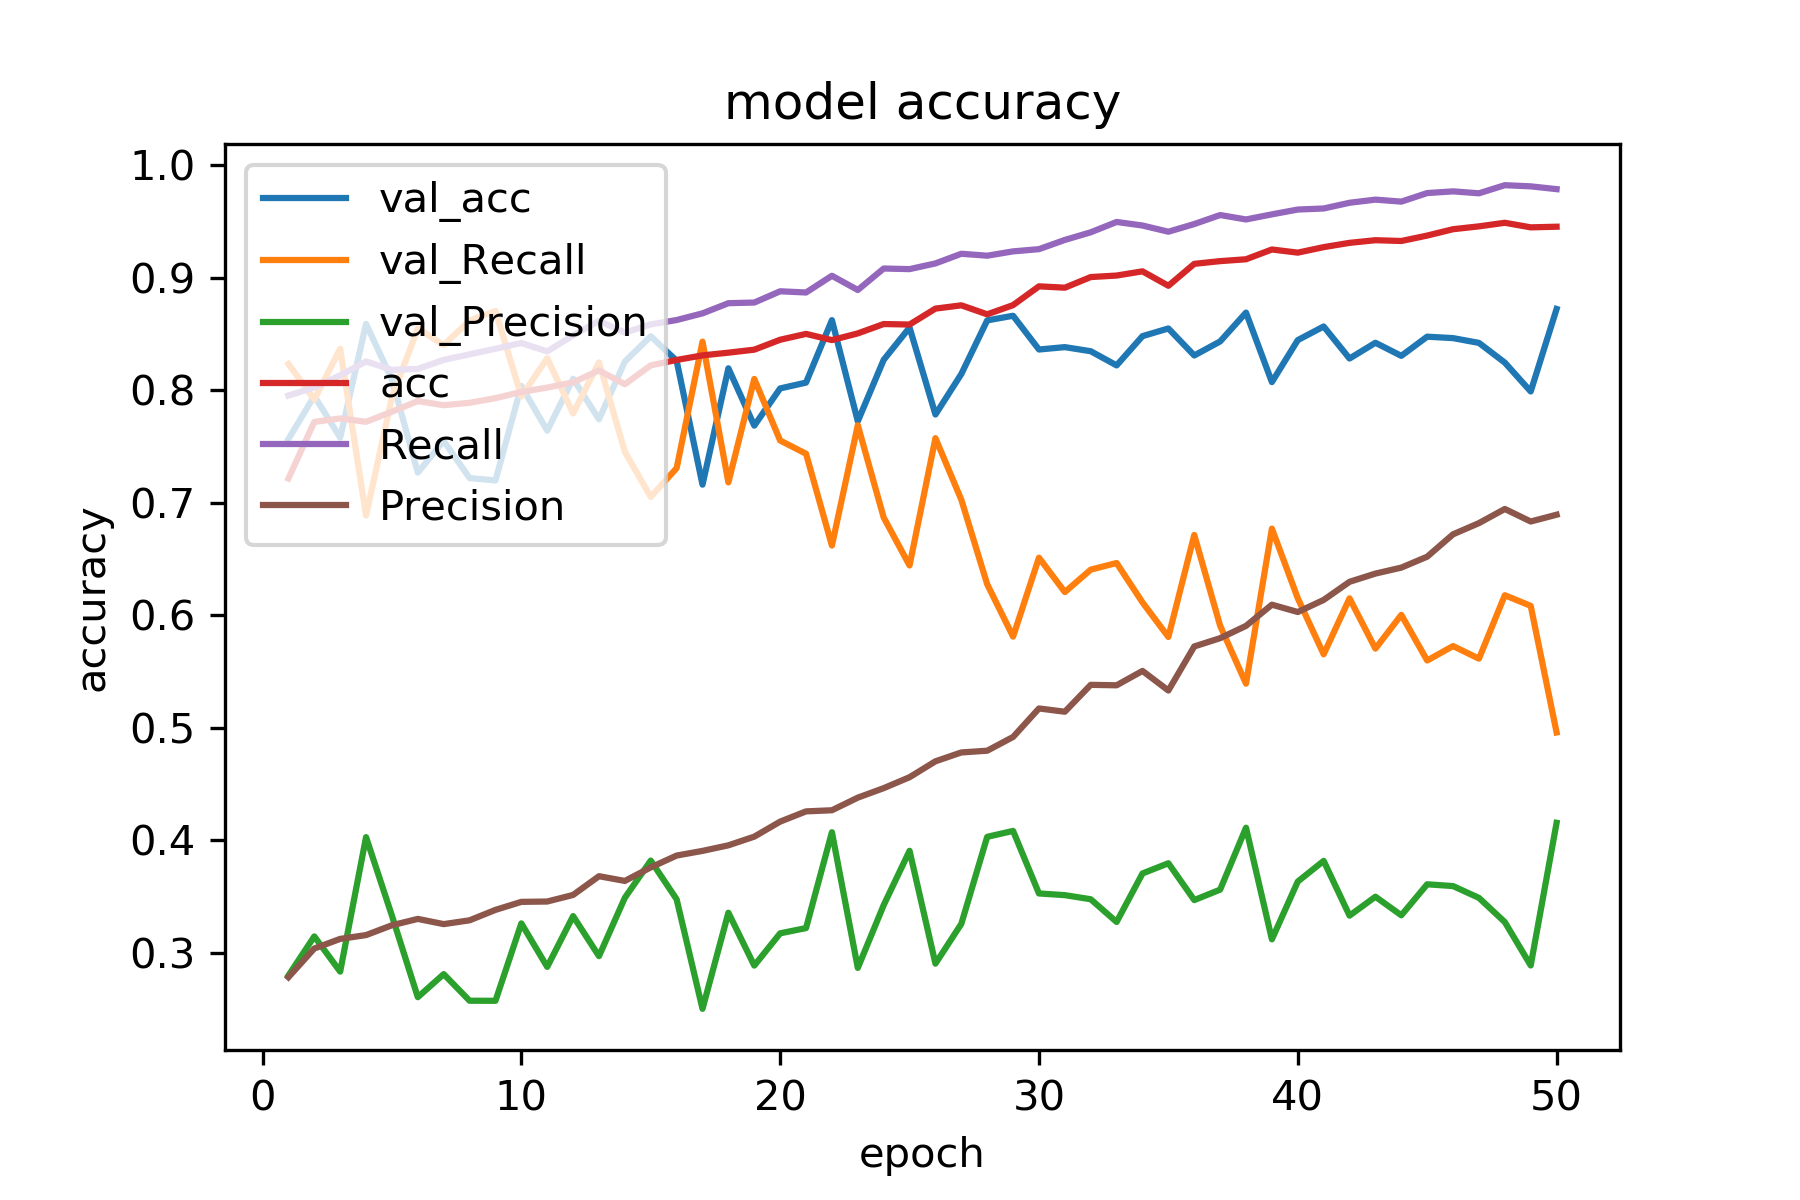 model accuracy
1.0
0.9
0.8
0.7
0.6
0.5
0.4
0.3
accuracy
val_acc
val_Recall
val_Precision
acc
Recall
Precision
0 10 20 30 40 50
epoch